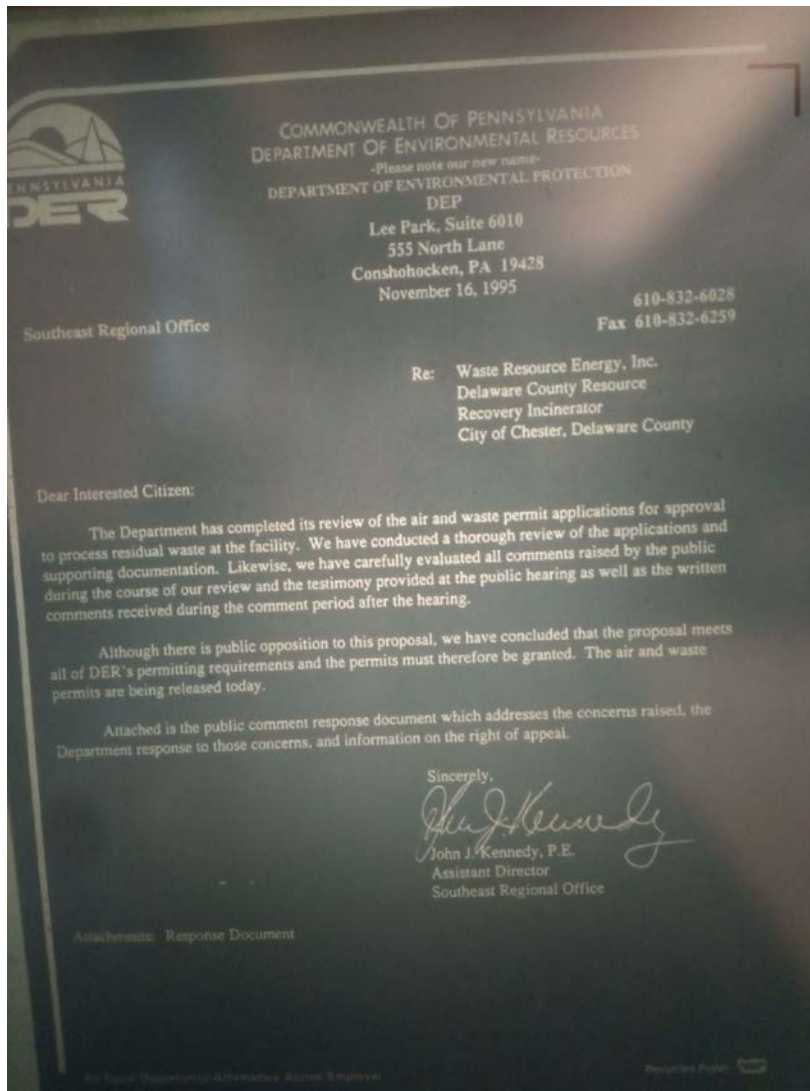 COMMONWEALTH OF PENNSYLVANIA
DEPARTMENT OF ENVIRONMENTAL RESOURCES
-Please note our new name-
DEPARTMENT OF ENVIRONMENTAL PROTECTION
DEP
Lee Park, Suite 6010
555 North Lane
Conshohocken, PA 19428
November 16, 1995
ENNSYLVANIA
DER
610-832-6028
Fax 610-832-6259
Southeast Regional Office
Re: Waste Resource Energy, Inc.
Delaware County Resource
Recovery Incinerator
City of Chester, Delaware County
Dear Interested Citizen:
The Department has completed its review of the air and waste permit applications for approval
to process residual waste at the facility. We have conducted a thorough review of the applications and
supporting documentation. Likewise, we have carefully evaluated all comments raised by the public
during the course of our review and the testimony provided at the public hearing as well as the written
comments received during the comment period after the hearing.
Although there is public opposition to this proposal, we have concluded that the proposal meets
all of DER's permitting requirements and the permits must therefore be granted. The air and waste
permits are being released today.
Attached is the public comment response document which addresses the concerns raised, the
Department response to those concerns, and information on the right of appeal.
Sincerely,
John J. Kennedy
John J. Kennedy, P.E.
Assistant Director
Southeast Regional Office
Attachments: Response Document
An Equal Opportunity/Affirmative Action Employer
Recycled Paper